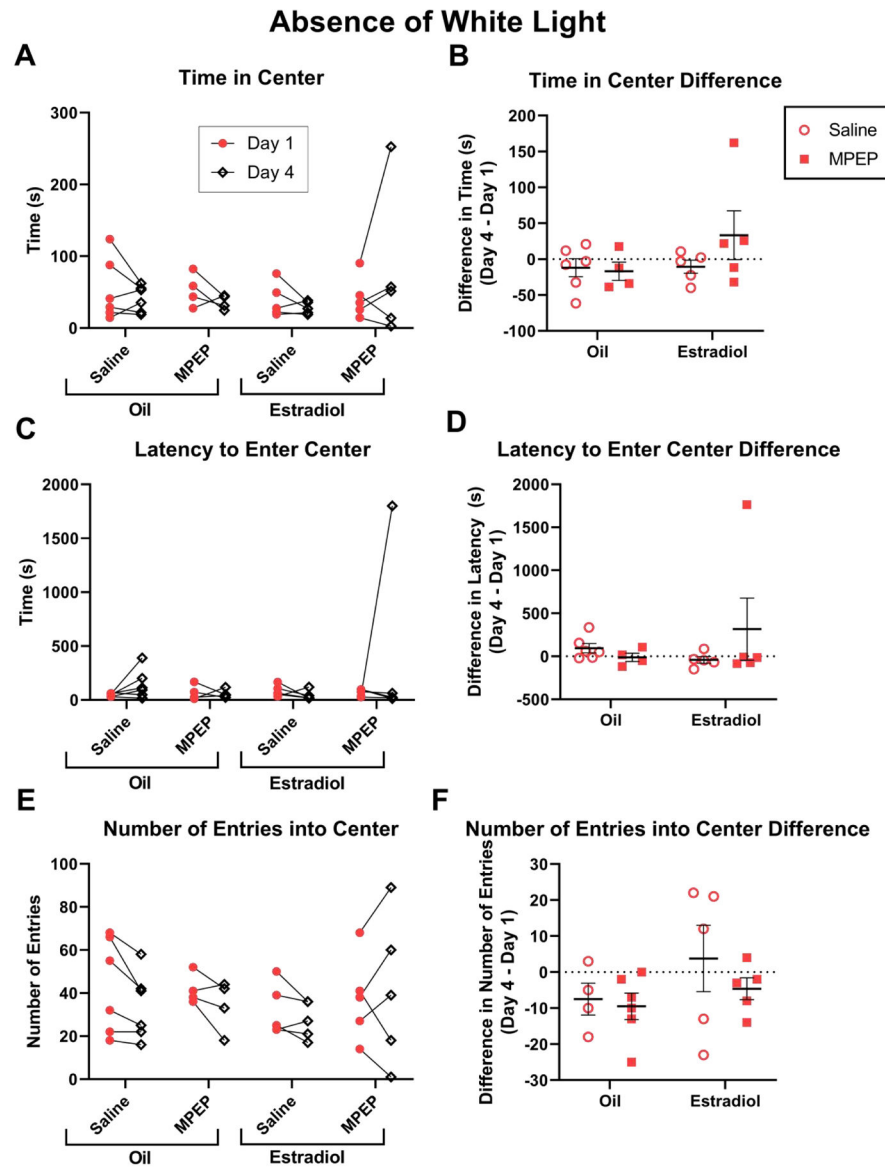 Absence of White Light
A
Time in Center
300
200
100
0
Time (s)
Day 1
Day 4
Saline
MPEP
Saline
MPEP
Oil
Estradiol
B
Time in Center Difference
200
150
100
50
0
-50
-100
Difference in Time (s)
(Day 4 - Day 1)
Oil
Estradiol
Saline
MPEP
C
Latency to Enter Center
2000
1500
1000
500
0
Time (s)
Saline
MPEP
Saline
MPEP
Oil
Estradiol
D
Latency to Enter Center Difference
2000
1500
1000
500
0
-500
Difference in Latency (s)
(Day 4 - Day 1)
Oil
Estradiol
E
Number of Entries into Center
100
80
60
40
20
0
Number of Entries
Saline
MPEP
Saline
MPEP
Oil
Estradiol
F
Number of Entries into Center Difference
30
20
10
0
-10
-20
-30
Difference in Number of Entries
(Day 4 - Day 1)
Oil
Estradiol